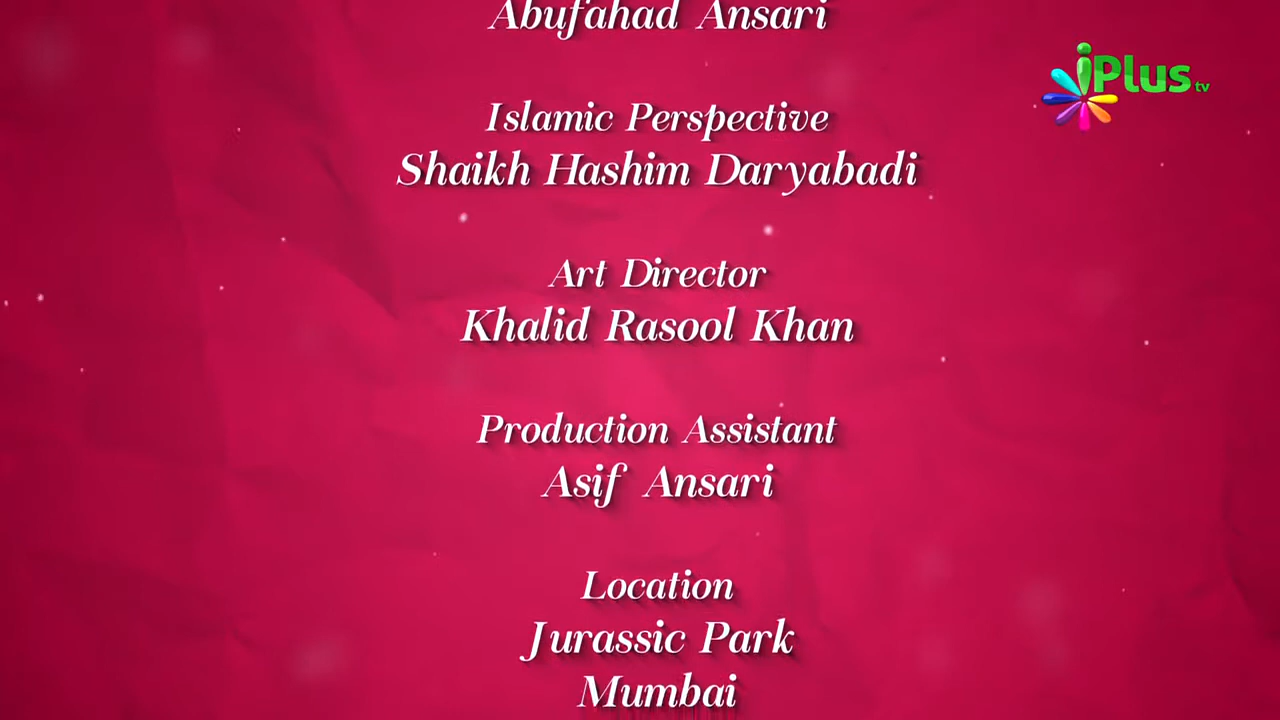 Abufahad Ansari
iPlus tv
Islamic Perspective
Shaikh Hashim Daryabadi
Art Director
Khalid Rasool Khan
Production Assistant
Asif Ansari
Location
Jurassic Park
Mumbai